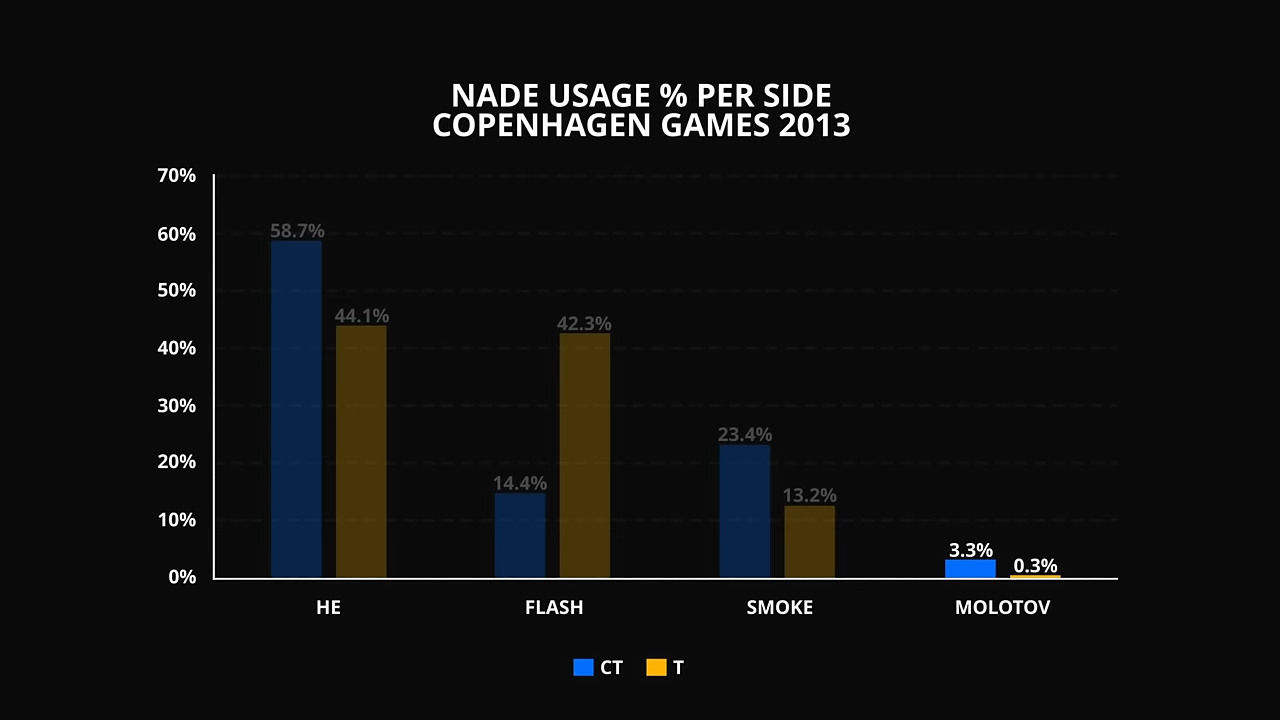 NADE USAGE % PER SIDE
COPENHAGEN GAMES 2013
70%
60%
50%
40%
30%
20%
10%
0%
58.7%
44.1%
14.4%
42.3%
23.4%
13.2%
3.3%
0.3%
HE
FLASH
SMOKE
MOLOTOV
CT
T